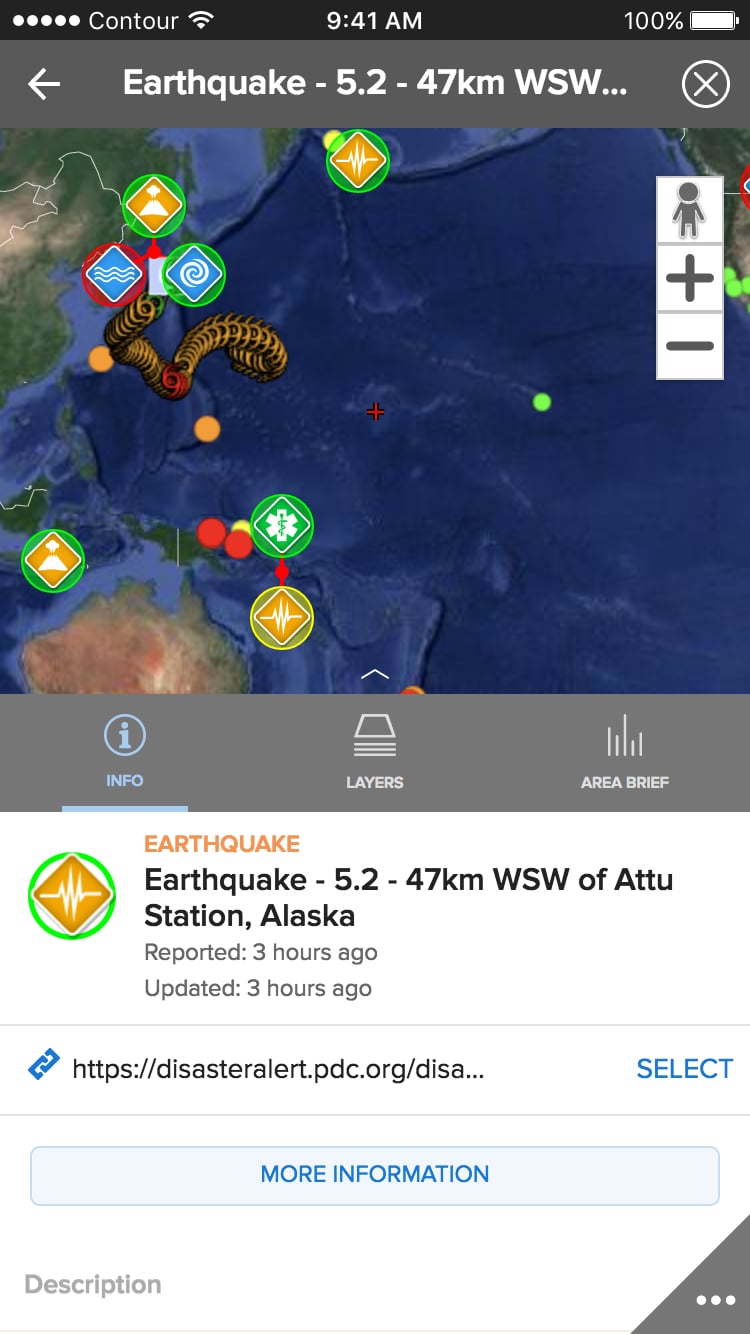 Contour 9:41 AM 100%
Earthquake - 5.2 - 47km WSW...
INFO LAYERS AREA BRIEF
EARTHQUAKE
Earthquake - 5.2 - 47km WSW of Attu
Station, Alaska
Reported: 3 hours ago
Updated: 3 hours ago
https://disasteralert.pdc.org/disa... SELECT
MORE INFORMATION
Description